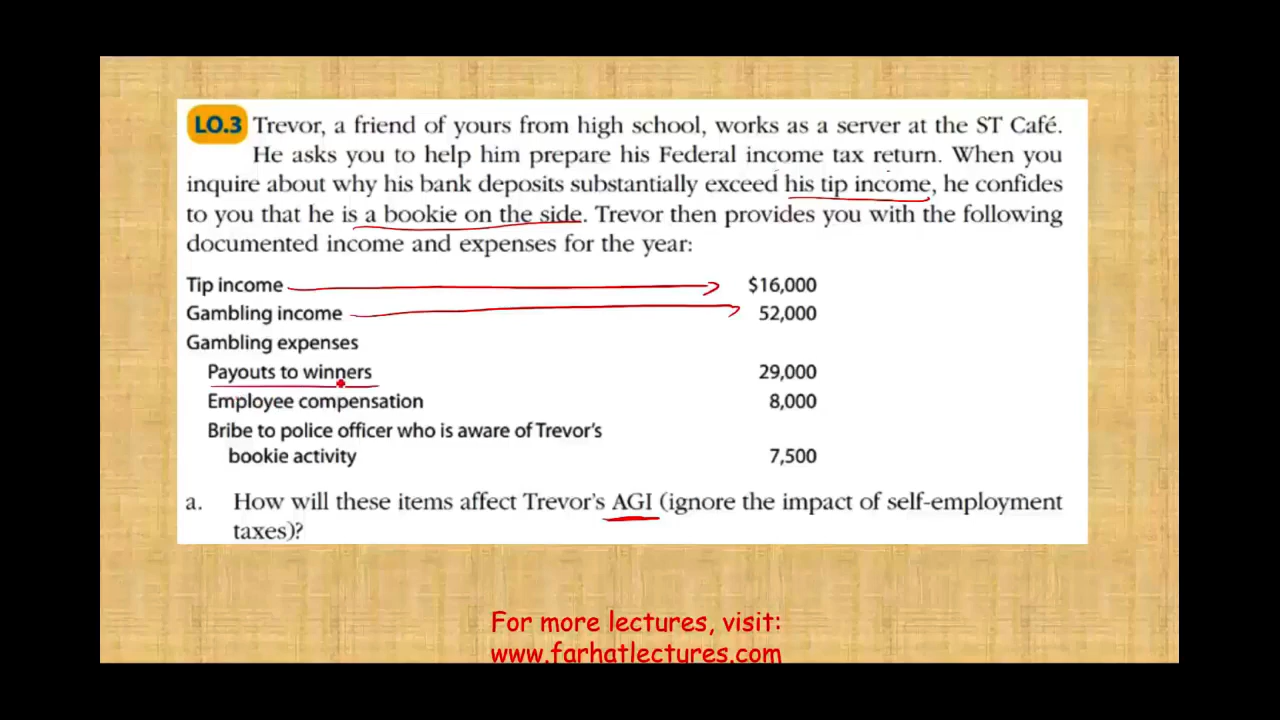 LO.3 Trevor, a friend of yours from high school, works as a server at the ST Café.
He asks you to help him prepare his Federal income tax return. When you
inquire about why his bank deposits substantially exceed his tip income, he confides
to you that he is a bookie on the side. Trevor then provides you with the following
documented income and expenses for the year:
Tip income $16,000
Gambling income 52,000
Gambling expenses
Payouts to winners 29,000
Employee compensation 8,000
Bribe to police officer who is aware of Trevor's
bookie activity 7,500
a. How will these items affect Trevor's AGI (ignore the impact of self-employment
taxes)?
For more lectures, visit:
www.farhatlectures.com